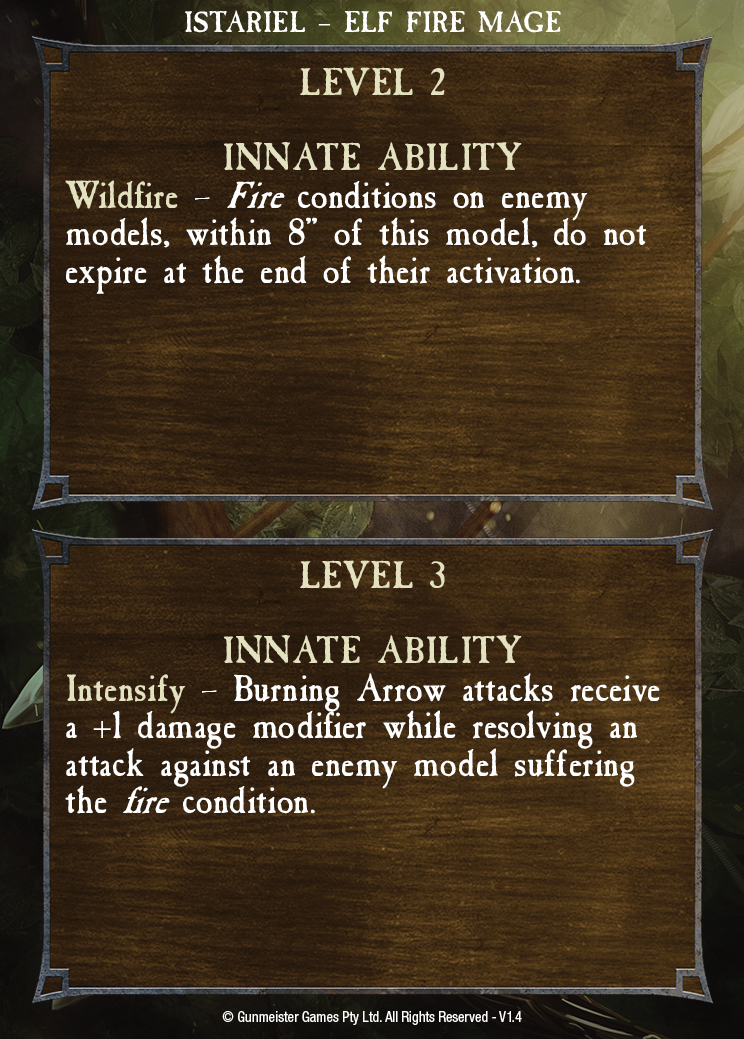 ISTARIEL – ELF FIRE MAGE
LEVEL 2
INNATE ABILITY
Wildfire – Fire conditions on enemy
models, within 8” of this model, do not
expire at the end of their activation.
LEVEL 3
INNATE ABILITY
Intensify – Burning Arrow attacks receive
a +1 damage modifier while resolving an
attack against an enemy model suffering
the fire condition.
© Gunmeister Games Pty Ltd. All Rights Reserved - V1.4